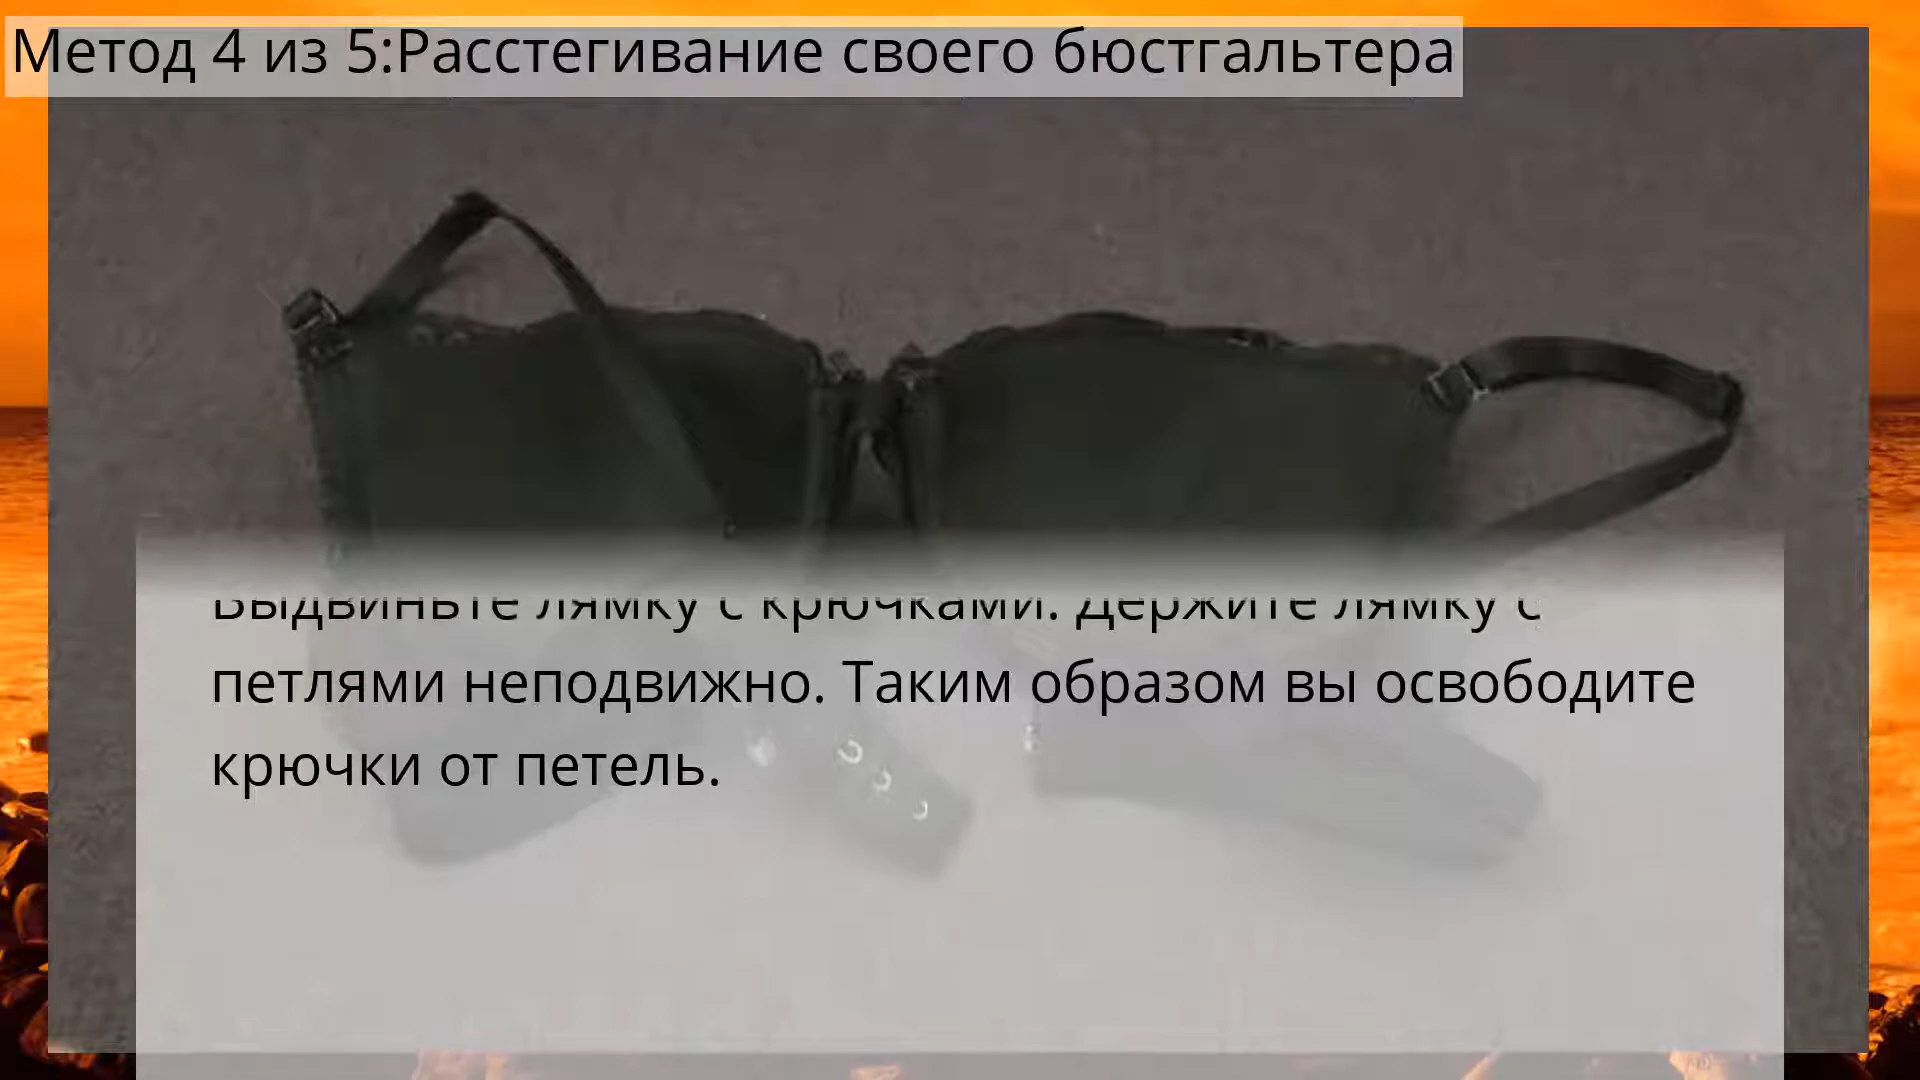 Метод 4 из 5:Расстегивание своего бюстгальтера
Выдвиньте лямку с крючками. Держите лямку с
петлями неподвижно. Таким образом вы освободите
крючки от петель.